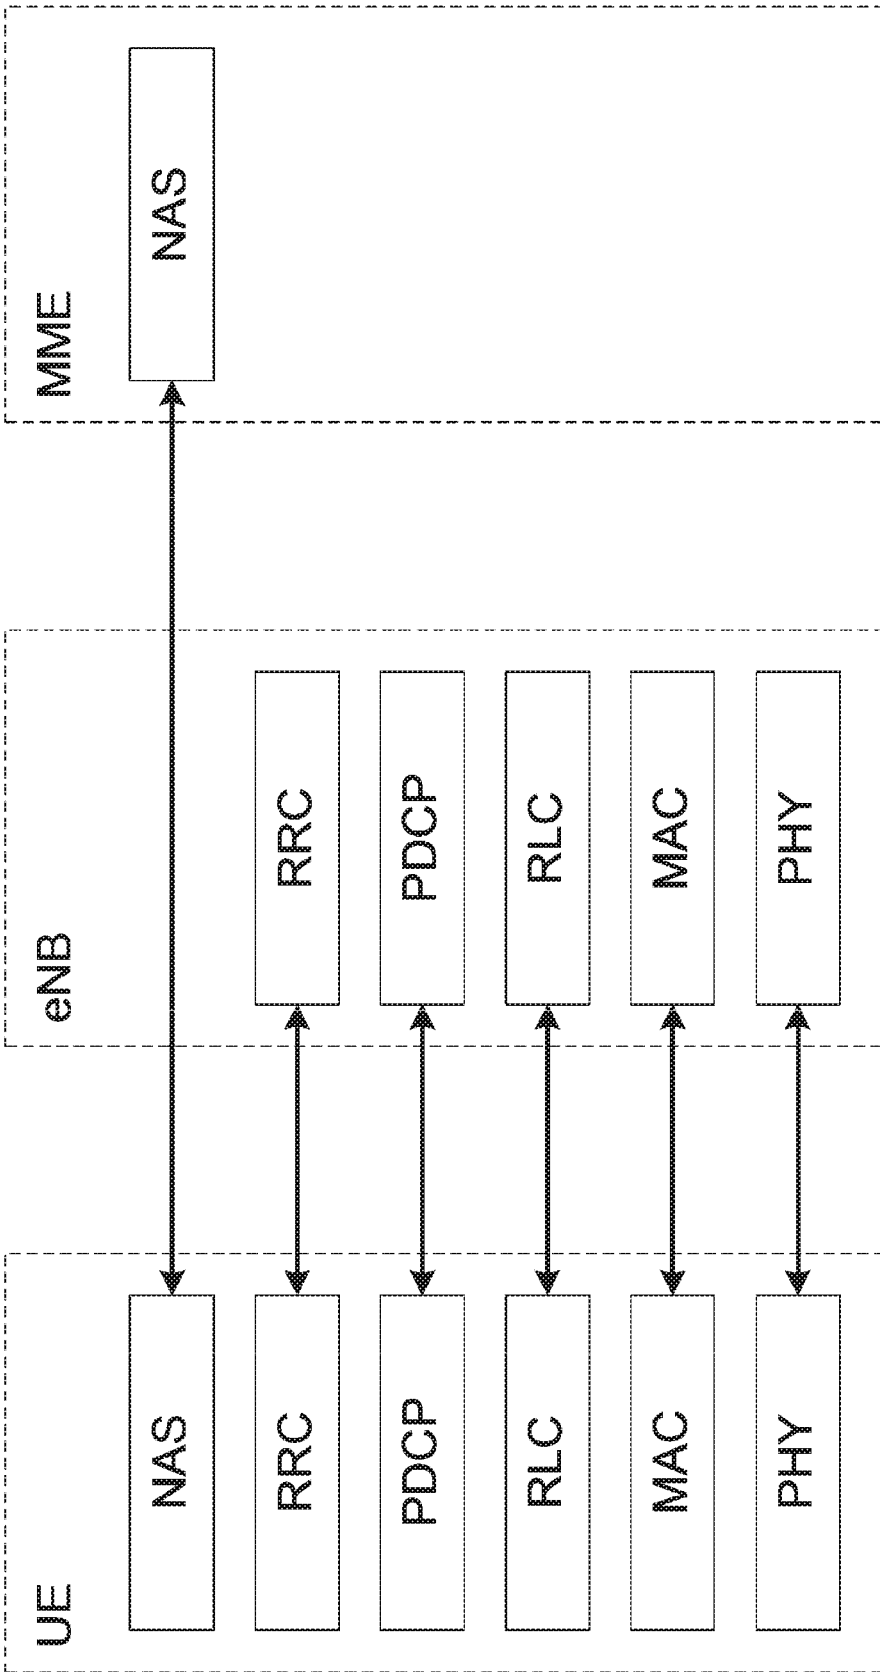 UE
NAS
RRC
PDCP
RLC
MAC
PHY
eNB
RRC
PDCP
RLC
MAC
PHY
MME
NAS